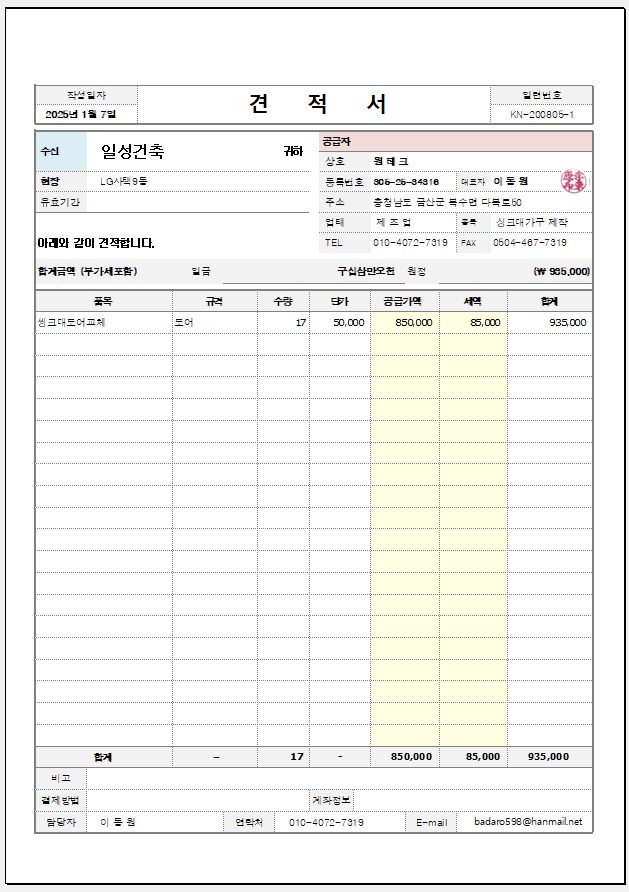 작성일자
2025년 1월 7일
견 적 서
일련번호
KN-200805-1
수신 일성건축 귀하
현장 LG사택9동
유효기간
아래와 같이 견적합니다.
공급자
상호 원 테 크
등록번호 305-25-34316 대표자 이 동 원
주소 충청남도 금산군 복수면 다복로50
업태 제 조 업 종목 싱크대가구 제작
TEL 010-4072-7319 FAX 0504-467-7319
합계금액 (부가세포함) 일금 구십삼만오천 원정 (₩ 935,000)
품목 규격 수량 단가 공급가액 세액 합계
씽크대도어교체 도어 17 50,000 850,000 85,000 935,000
합계 – 17 - 850,000 85,000 935,000
비고
결제방법 계좌정보
담당자 이 동 원 연락처 010-4072-7319 E-mail badaro598@hanmail.net